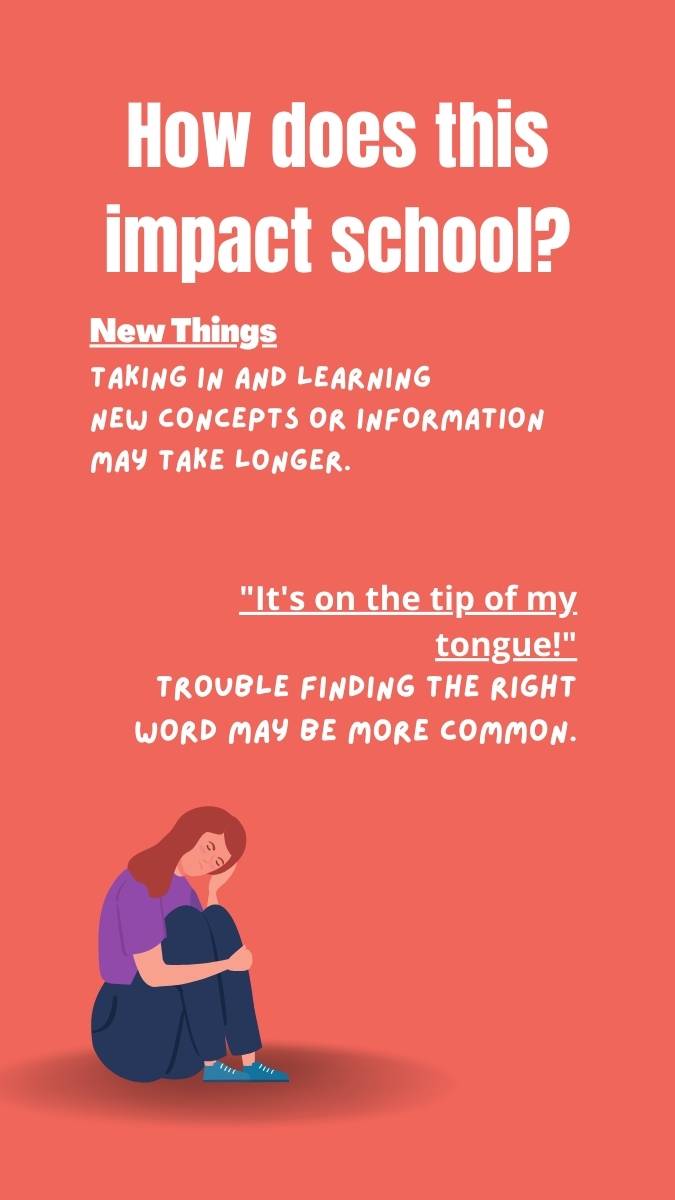 How does this
impact school?
New Things
TAKING IN AND LEARNING
NEW CONCEPTS OR INFORMATION
MAY TAKE LONGER.
"It's on the tip of my
tongue!"
TROUBLE FINDING THE RIGHT
WORD MAY BE MORE COMMON.